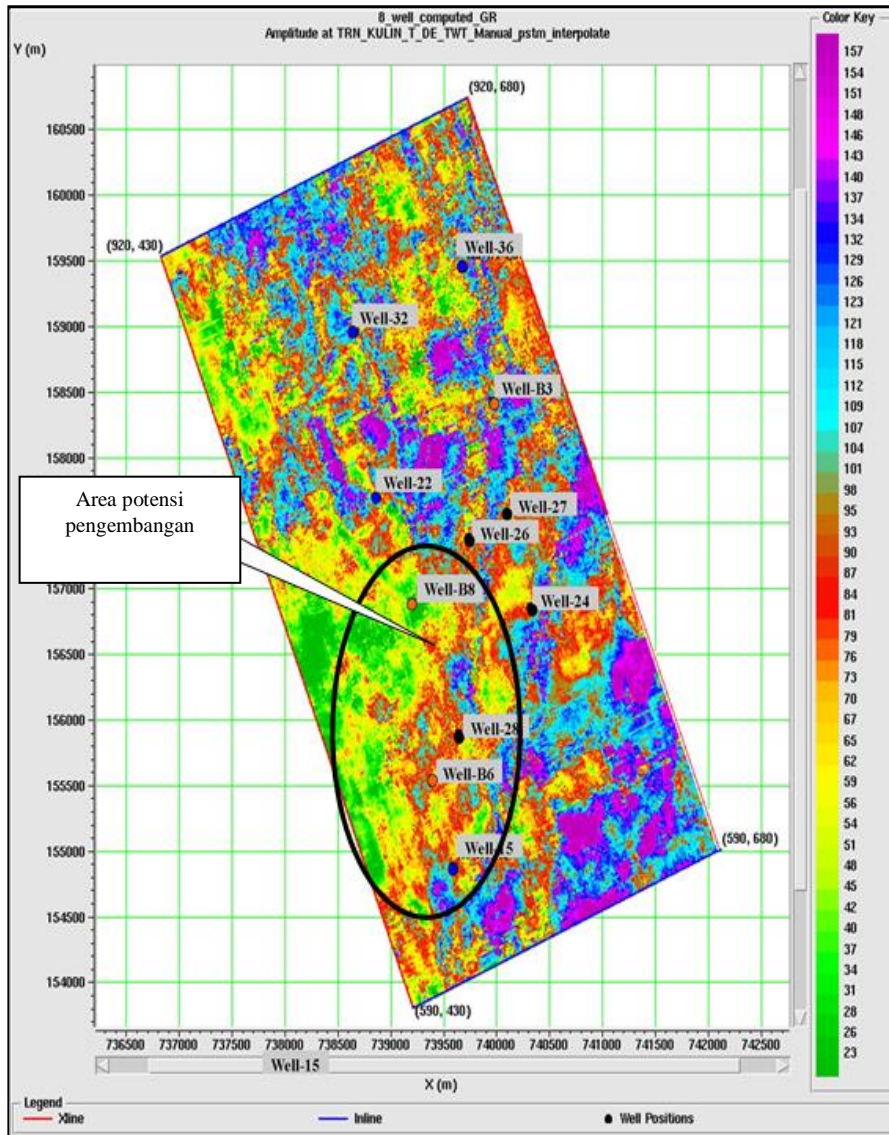 8_well_computed_GR
Amplitude at TRN_KULIN_T_DE_TWT_Manual_pstm_interpolate
Color Key
Y (m)
157
154
151
148
146
143
140
137
134
132
129
126
123
121
118
115
112
109
107
104
101
98
95
93
90
87
84
81
79
76
73
70
67
65
62
59
56
54
51
48
45
42
40
37
34
31
28
26
23
160500
160000
159500
159000
158500
158000
157000
156500
156000
155500
155000
154500
154000
(920, 680)
(920, 430)
Well-36
Well-32
Well-B3
Well-22
Well-27
Well-26
Area potensi
pengembangan
Well-B8
Well-24
Well-28
Well-B6
Well-15
(590, 680)
(590, 430)
736500 737000 737500 738000 738500 739000 739500 740000 740500 741000 741500 742000 742500
Well-15
X (m)
Legend
Xline
Inline
Well Positions